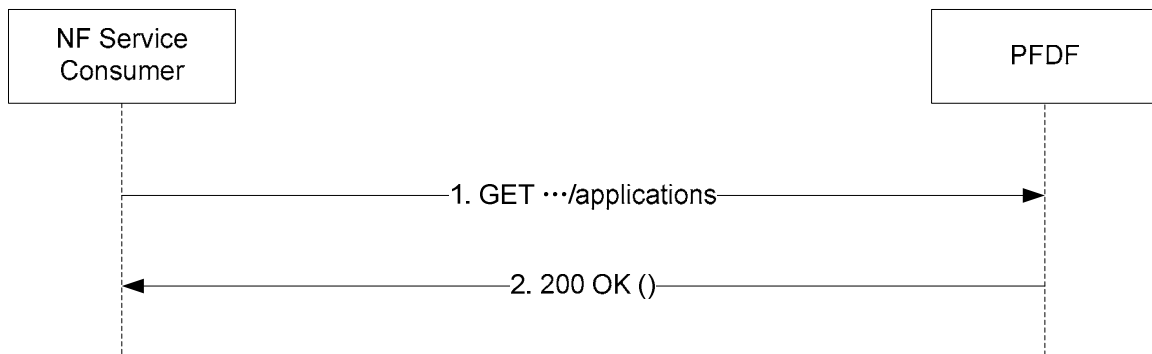 NF Service
Consumer
PFDF
1. GET ···/applications
2. 200 OK ()